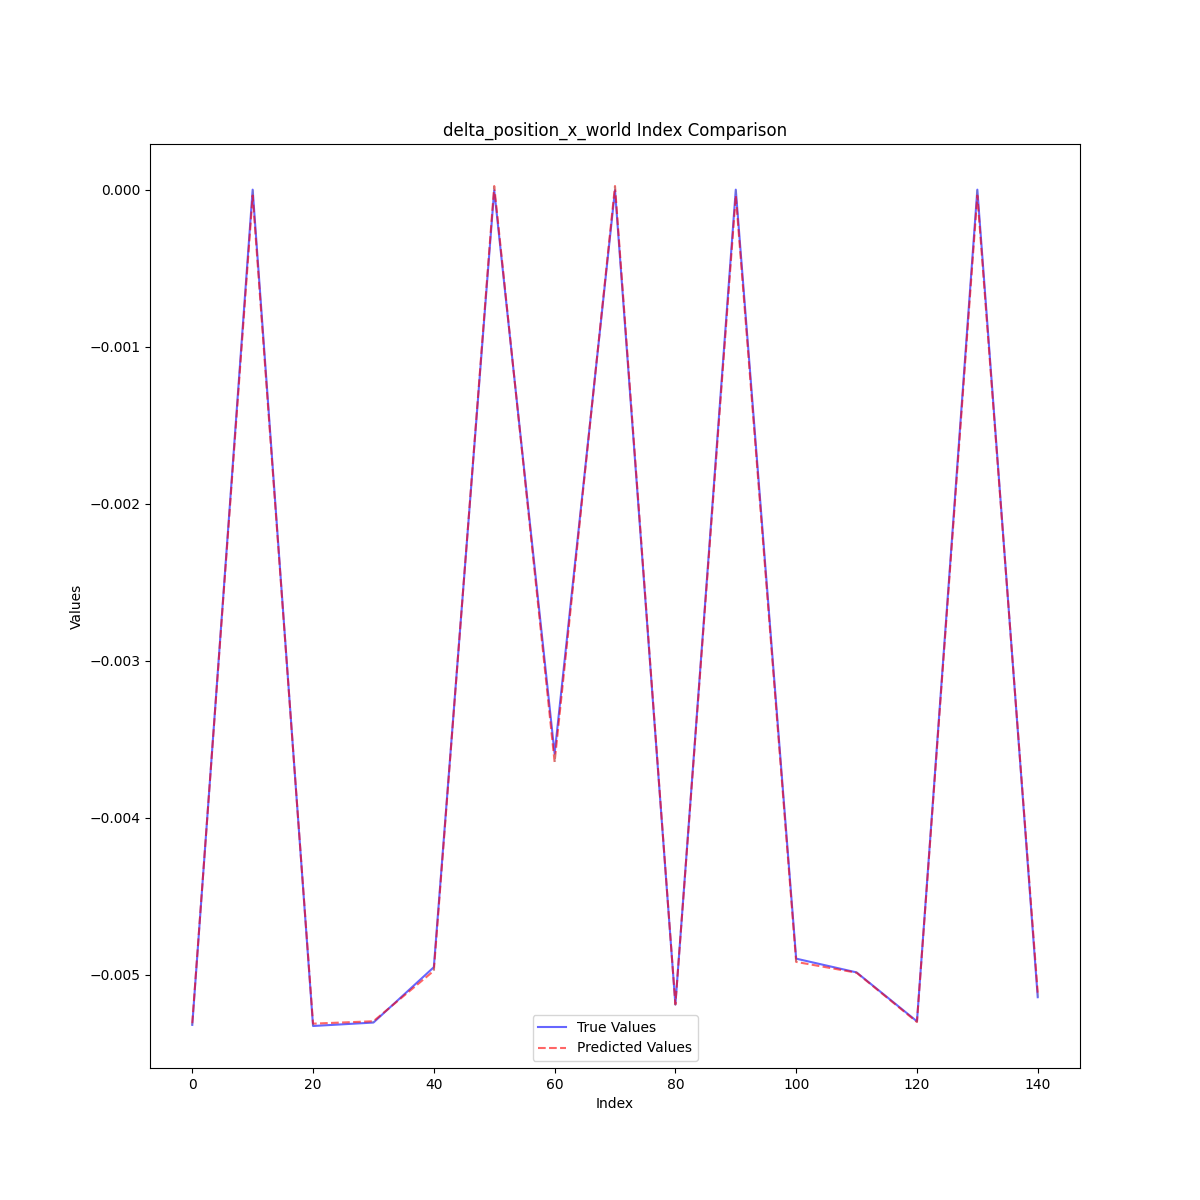 delta_position_x_world Index Comparison
0.000
−0.001
−0.002
−0.003
−0.004
−0.005
Values
True Values
Predicted Values
0 20 40 60 80 100 120 140
Index